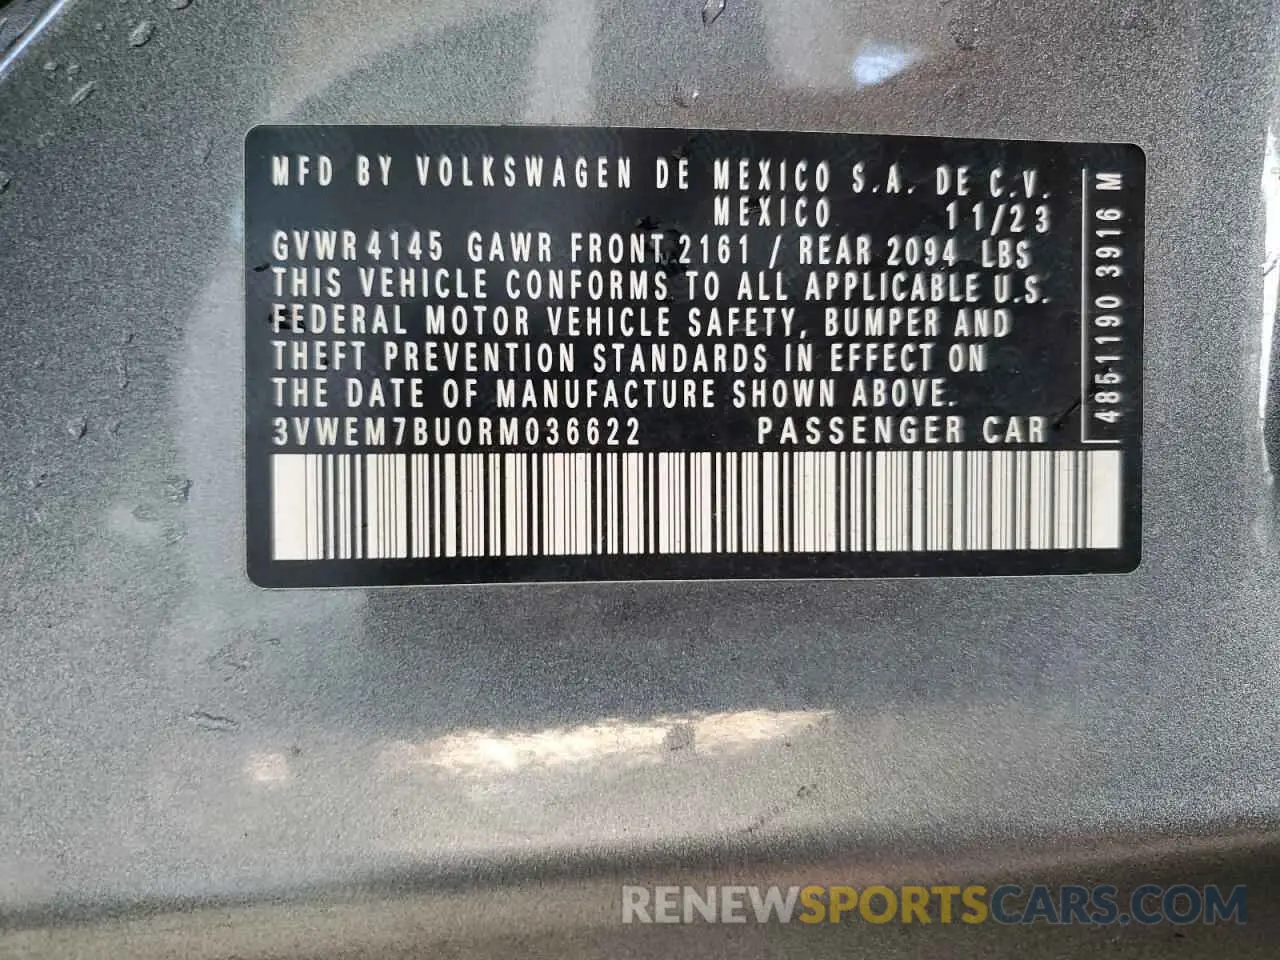 MFD BY VOLKSWAGEN DE MEXICO S.A. DE C.V.
MEXICO 11/23
GVWR 4145 GAWR FRONT 2161 / REAR 2094 LBS
THIS VEHICLE CONFORMS TO ALL APPLICABLE U.S.
FEDERAL MOTOR VEHICLE SAFETY, BUMPER AND
THEFT PREVENTION STANDARDS IN EFFECT ON
THE DATE OF MANUFACTURE SHOWN ABOVE.
3VWEM7BU0RM036622 PASSENGER CAR
4851190 3916 M
RENEWSPORTSCARS.COM